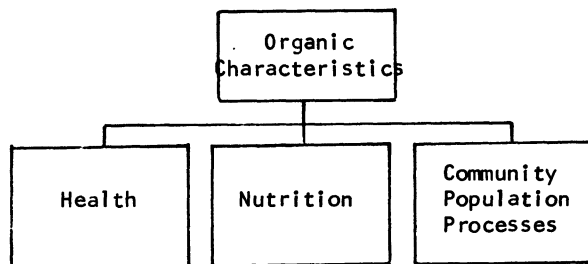 Organic
Characteristics
Health
Nutrition
Community
Population
Processes